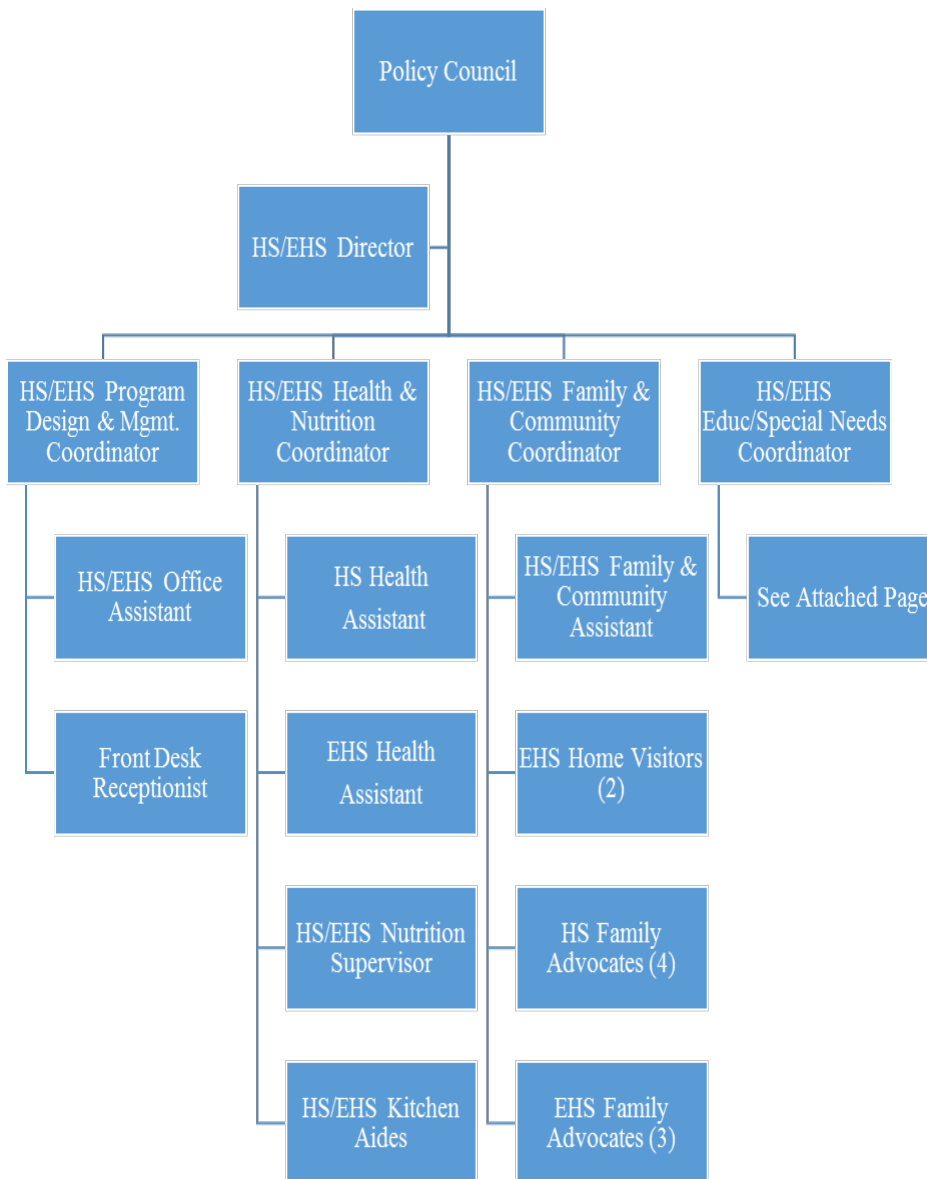 Policy Council
HS/EHS Director
HS/EHS Program
Design & Mgmt.
Coordinator
HS/EHS Health &
Nutrition
Coordinator
HS/EHS Family &
Community
Coordinator
HS/EHS
Educ/Special Needs
Coordinator
HS/EHS Office
Assistant
HS Health
Assistant
HS/EHS Family &
Community
Assistant
See Attached Page
Front Desk
Receptionist
EHS Health
Assistant
EHS Home Visitors
(2)
HS/EHS Nutrition
Supervisor
HS Family
Advocates (4)
HS/EHS Kitchen
Aides
EHS Family
Advocates (3)